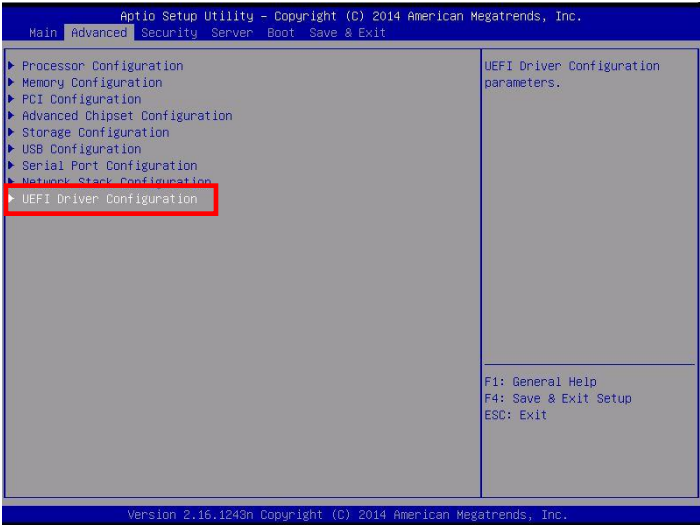 Aptio Setup Utility – Copyright (C) 2014 American Megatrends, Inc.
Main Advanced Security Server Boot Save & Exit
Processor Configuration
Memory Configuration
PCI Configuration
Advanced Chipset Configuration
Storage Configuration
USB Configuration
Serial Port Configuration
Network Stack Configuration
UEFI Driver Configuration
UEFI Driver Configuration
parameters.
F1: General Help
F4: Save & Exit Setup
ESC: Exit
Version 2.16.1243n Copyright (C) 2014 American Megatrends, Inc.